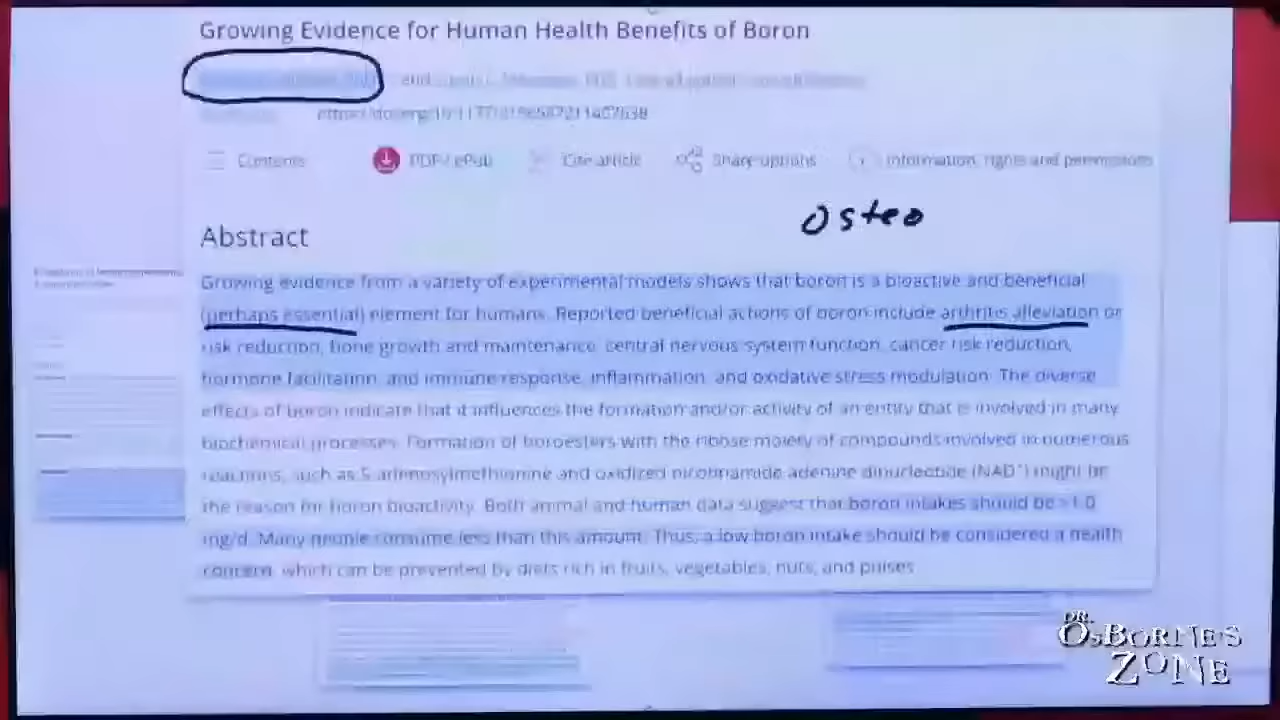 Growing Evidence for Human Health Benefits of Boron
Contents PDF / ePub Cite article Share options Information, rights and permissions
osteo
Abstract
Growing evidence from a variety of experimental models shows that boron is a bioactive and beneficial
(perhaps essential) element for humans. Reported beneficial actions of boron include arthritis alleviation or
risk reduction, bone growth and maintenance, central nervous system function, cancer risk reduction,
hormone facilitation, and immune response, inflammation, and oxidative stress modulation. The diverse
effects of boron indicate that it influences the formation and/or activity of an entity that is involved in many
biochemical processes. Formation of boroesters with the ribose moiety of compounds involved in numerous
reactions, such as S-adenosylmethionine and oxidized nicotinamide adenine dinucleotide (NAD+) might be
the reason for boron bioactivity. Both animal and human data suggest that boron intakes should be >1.0
mg/d. Many people consume less than this amount. Thus, a low boron intake should be considered a health
concern, which can be prevented by diets rich in fruits, vegetables, nuts, and pulses
DR.
OSBORNE'S
ZONE